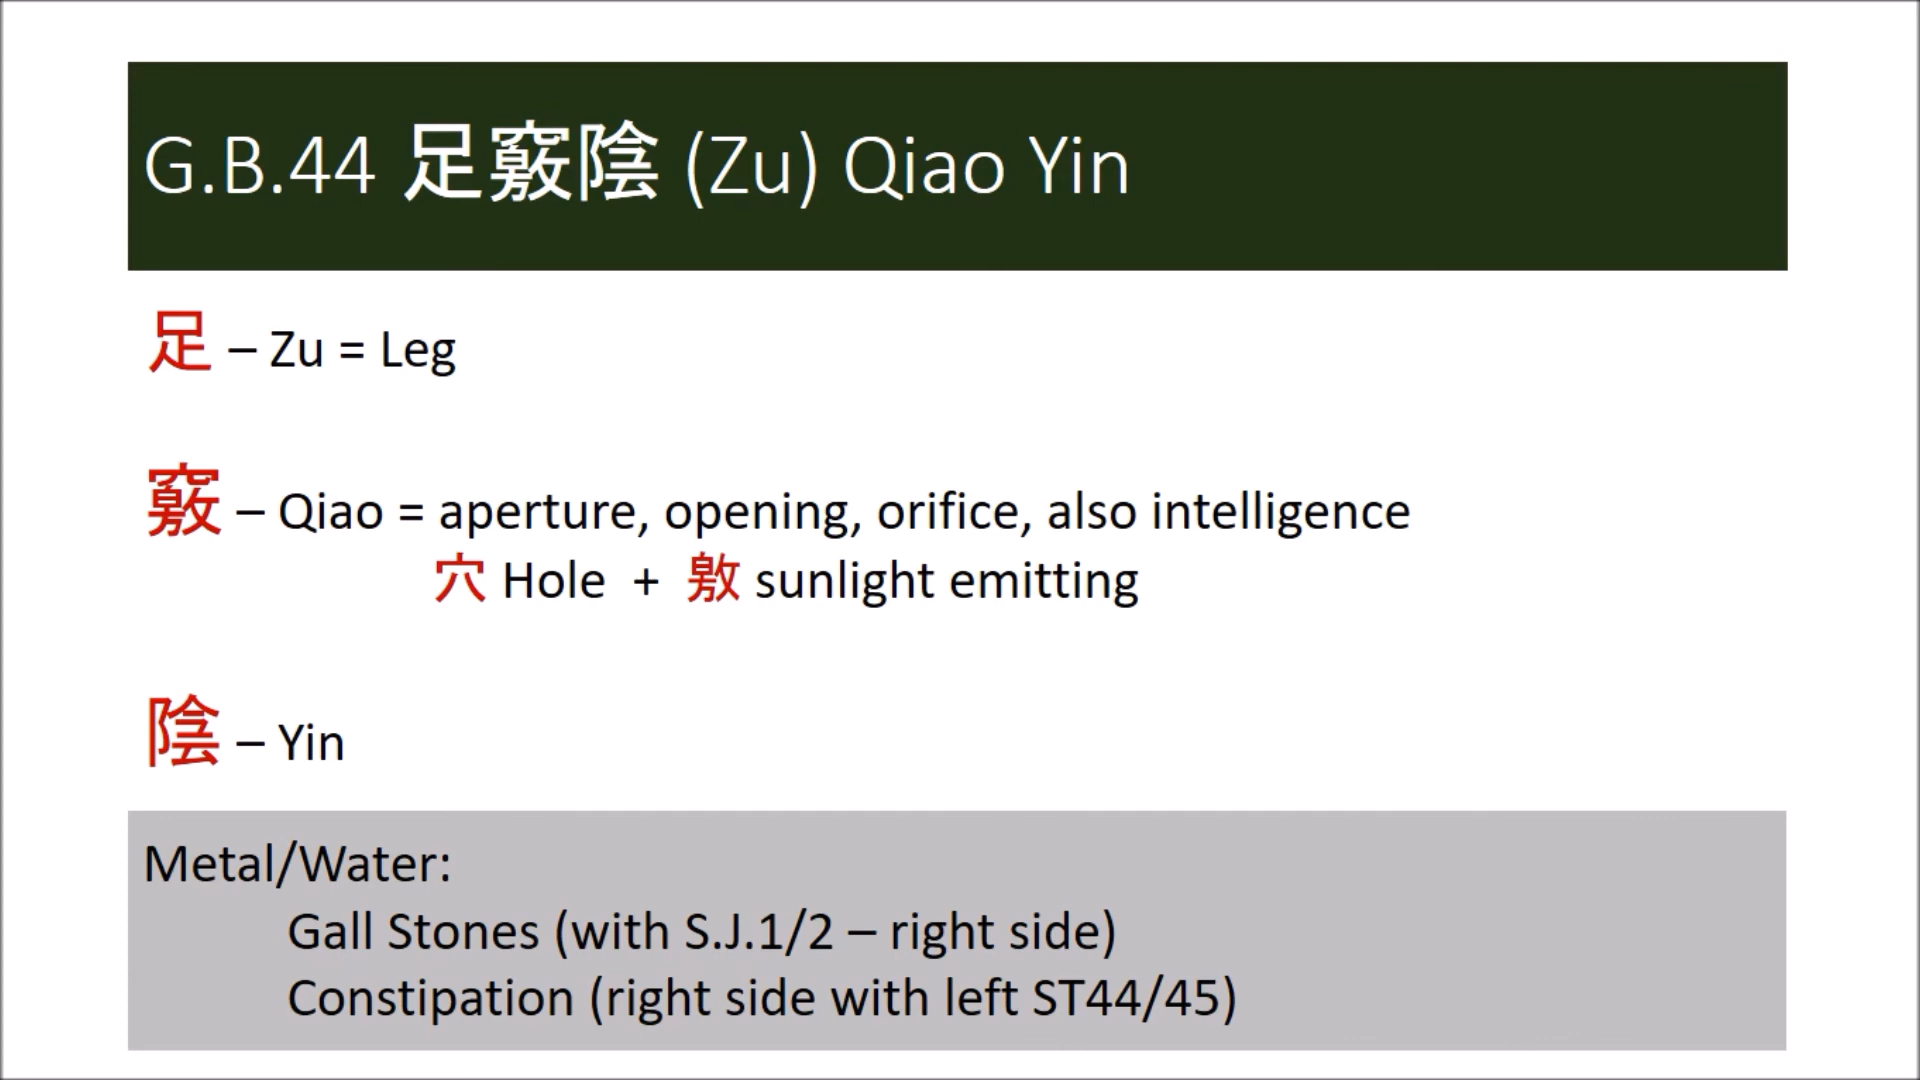 G.B.44 足竅陰 (Zu) Qiao Yin
足 – Zu = Leg
竅 – Qiao = aperture, opening, orifice, also intelligence
穴 Hole + 敫 sunlight emitting
陰 – Yin
Metal/Water:
Gall Stones (with S.J.1/2 – right side)
Constipation (right side with left ST44/45)